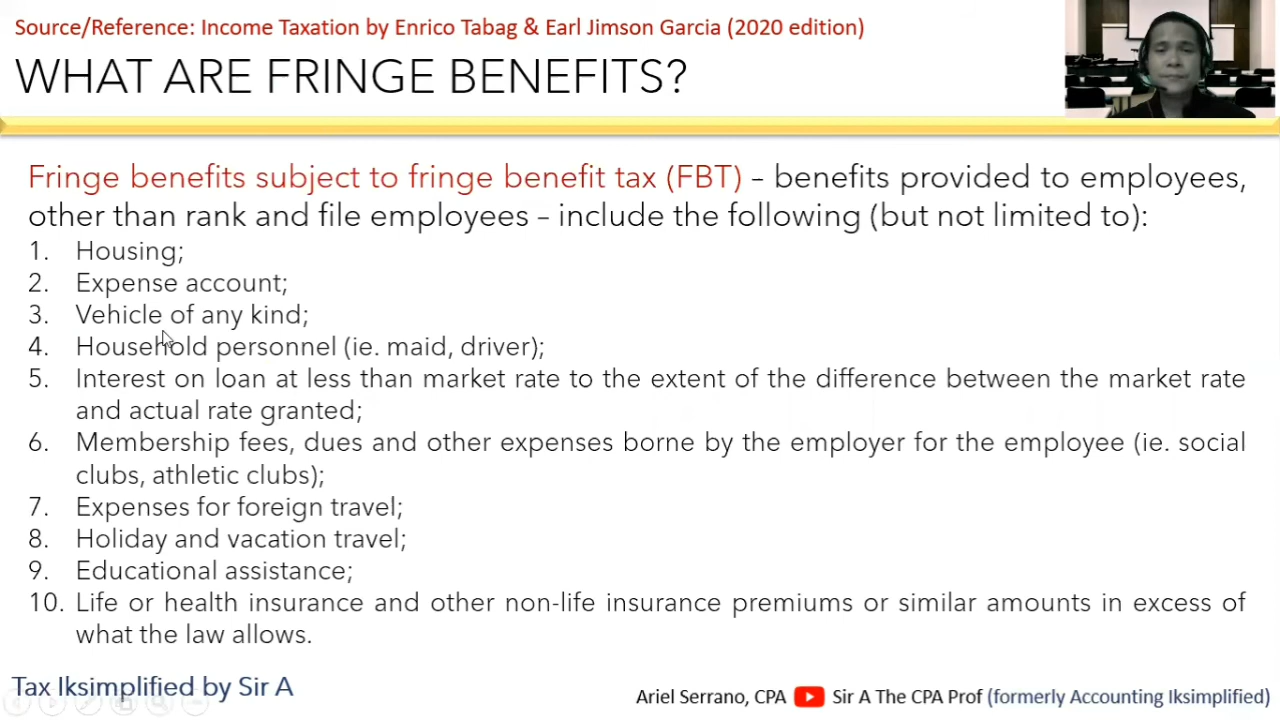 Source/Reference: Income Taxation by Enrico Tabag & Earl Jimson Garcia (2020 edition)
WHAT ARE FRINGE BENEFITS?
Fringe benefits subject to fringe benefit tax (FBT) – benefits provided to employees,
other than rank and file employees – include the following (but not limited to):
1. Housing;
2. Expense account;
3. Vehicle of any kind;
4. Household personnel (ie. maid, driver);
5. Interest on loan at less than market rate to the extent of the difference between the market rate
and actual rate granted;
6. Membership fees, dues and other expenses borne by the employer for the employee (ie. social
clubs, athletic clubs);
7. Expenses for foreign travel;
8. Holiday and vacation travel;
9. Educational assistance;
10. Life or health insurance and other non-life insurance premiums or similar amounts in excess of
what the law allows.
Tax Iksimplified by Sir A
Ariel Serrano, CPA Sir A The CPA Prof (formerly Accounting Iksimplified)